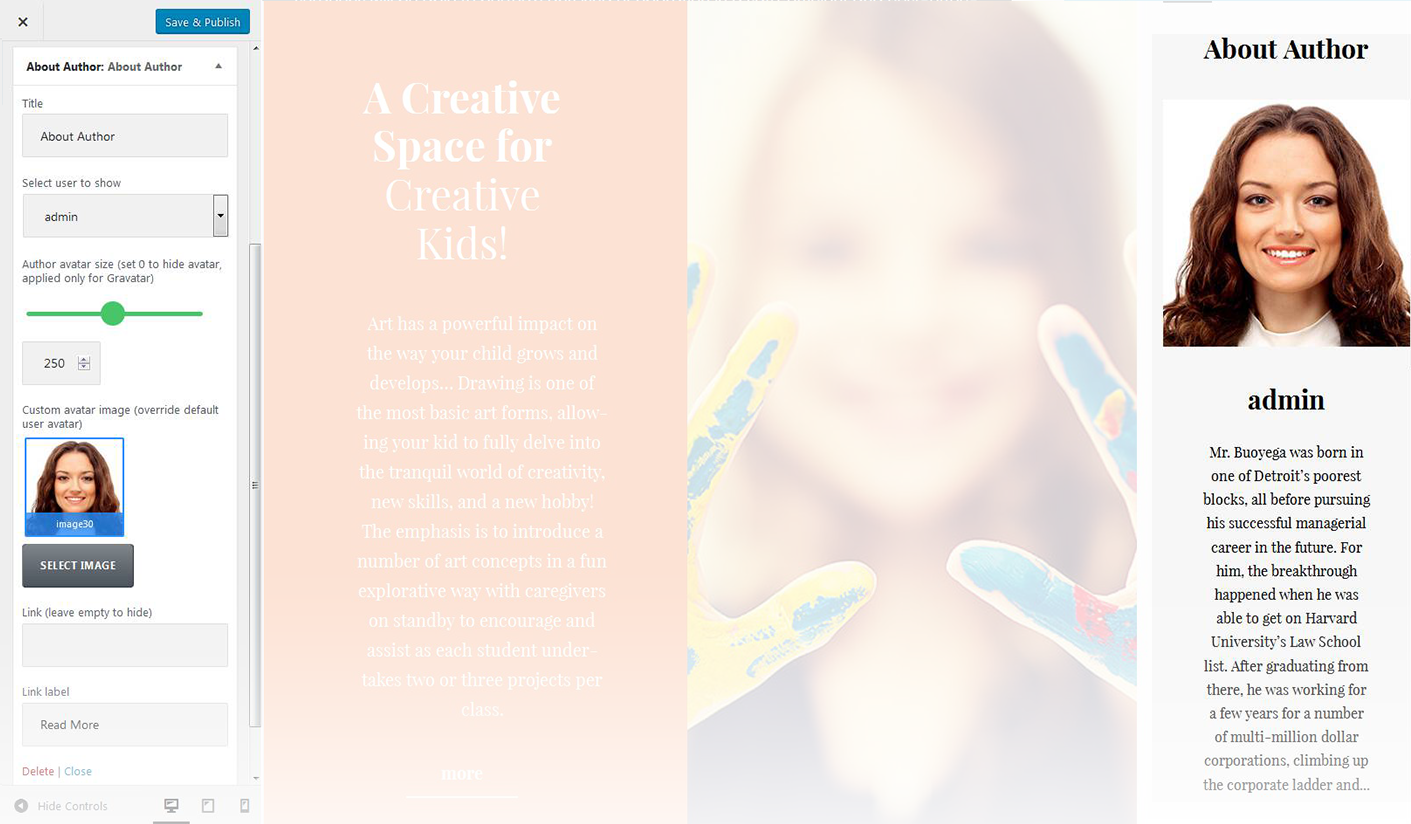 Save & Publish
About Author: About Author
Title
About Author
Select user to show
admin
Author avatar size (set 0 to hide avatar,
applied only for Gravatar)
250
Custom avatar image (override default
user avatar)
image30
SELECT IMAGE
Link (leave empty to hide)
Link label
Read More
Delete | Close
Hide Controls
A Creative
Space for
Creative
Kids!
Art has a powerful impact on
the way your child grows and
develops... Drawing is one of
the most basic art forms, allow-
ing your kid to fully delve into
the tranquil world of creativity,
new skills, and a new hobby!
The emphasis is to introduce a
number of art concepts in a fun
explorative way with caregivers
on standby to encourage and
assist as each student under-
takes two or three projects per
class.
more
About Author
admin
Mr. Buoyega was born in
one of Detroit's poorest
blocks, all before pursuing
his successful managerial
career in the future. For
him, the breakthrough
happened when he was
able to get on Harvard
University's Law School
list. After graduating from
there, he was working for
a few years for a number
of multi-million dollar
corporations, climbing up
the corporate ladder and...